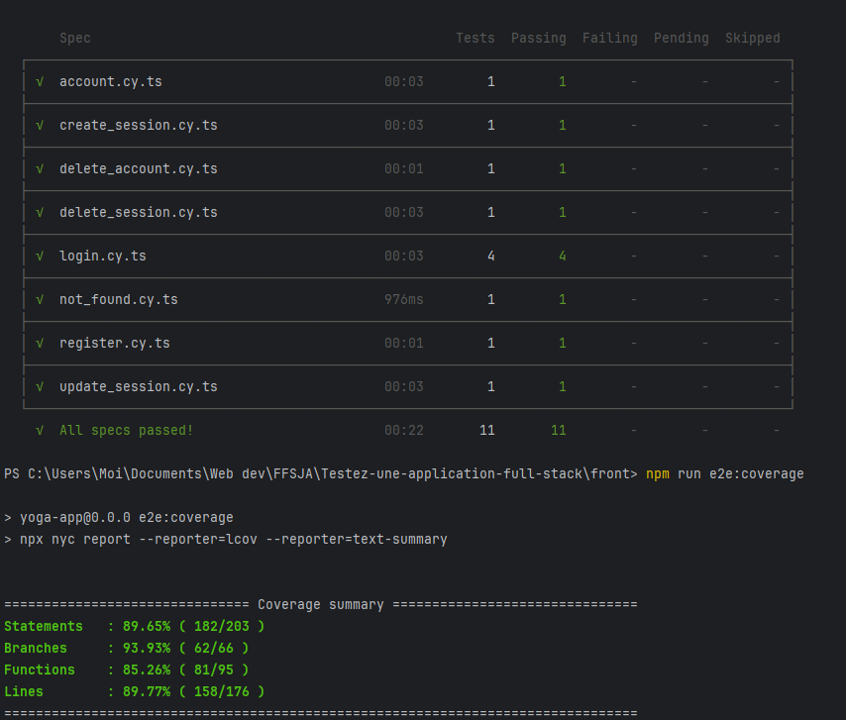 Spec Tests Passing Failing Pending Skipped
√ account.cy.ts 00:03 1 1 - - -
√ create_session.cy.ts 00:03 1 1 - - -
√ delete_account.cy.ts 00:01 1 1 - - -
√ delete_session.cy.ts 00:03 1 1 - - -
√ login.cy.ts 00:03 4 4 - - -
√ not_found.cy.ts 976ms 1 1 - - -
√ register.cy.ts 00:01 1 1 - - -
√ update_session.cy.ts 00:03 1 1 - - -
√ All specs passed! 00:22 11 11 - - -
PS C:\Users\Moi\Documents\Web dev\FFSJA\Testez-une-application-full-stack\front> npm run e2e:coverage
> yoga-app@0.0.0 e2e:coverage
> npx nyc report --reporter=lcov --reporter=text-summary
=============================== Coverage summary ===============================
Statements : 89.65% ( 182/203 )
Branches : 93.93% ( 62/66 )
Functions : 85.26% ( 81/95 )
Lines : 89.77% ( 158/176 )
================================================================================